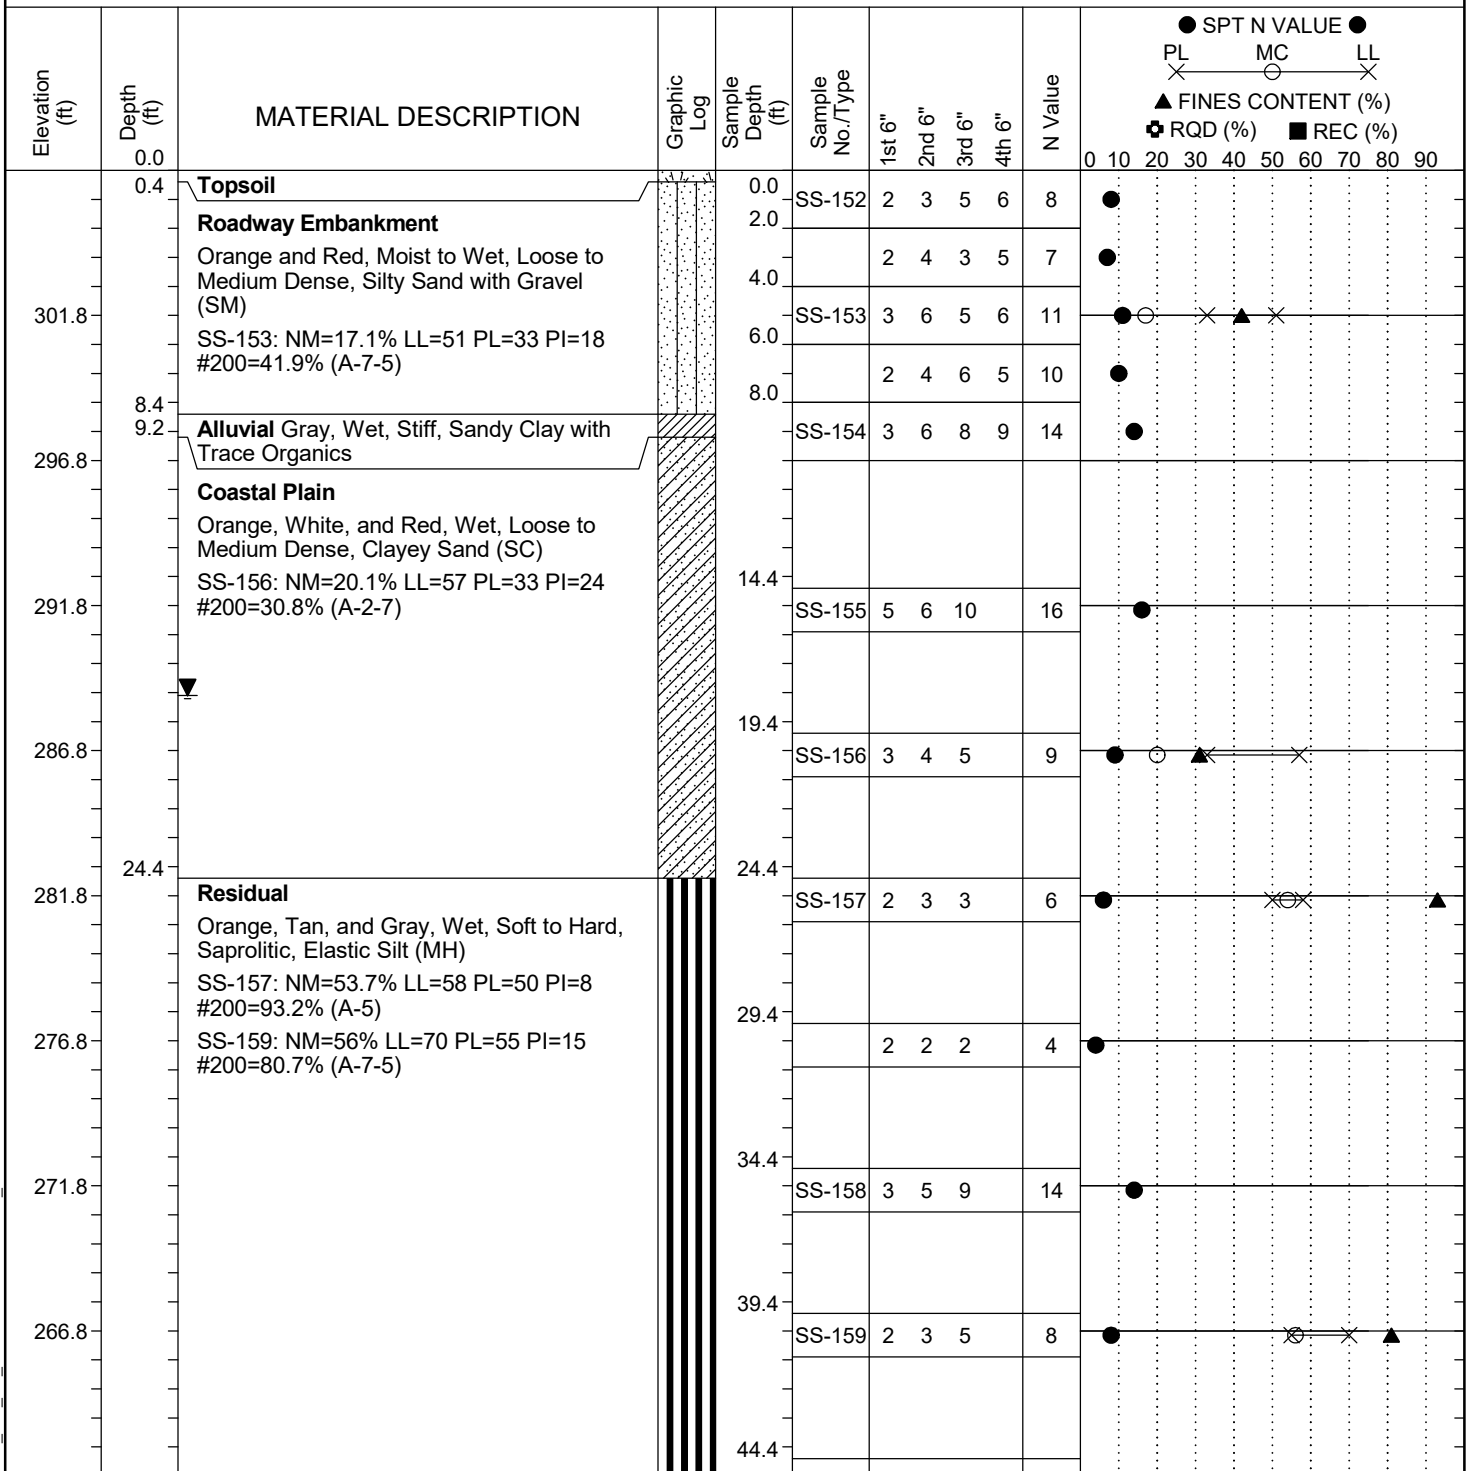 ● SPT N VALUE ●
PL MC LL
▲ FINES CONTENT (%)
RQD (%) ■ REC (%)
0 10 20 30 40 50 60 70 80 90
Elevation (ft)
Depth (ft)
0.0
MATERIAL DESCRIPTION
Graphic Log
Sample Depth (ft)
Sample No./Type
1st 6"
2nd 6"
3rd 6"
4th 6"
N Value
0.4 Topsoil
0.0 SS-152 2 3 5 6 8
2.0
Roadway Embankment
Orange and Red, Moist to Wet, Loose to
Medium Dense, Silty Sand with Gravel
(SM)
2 4 3 5 7
4.0
301.8
SS-153 3 6 5 6 11
6.0
SS-153: NM=17.1% LL=51 PL=33 PI=18
#200=41.9% (A-7-5)
2 4 6 5 10
8.0
8.4
9.2 Alluvial Gray, Wet, Stiff, Sandy Clay with
Trace Organics
SS-154 3 6 8 9 14
296.8
Coastal Plain
Orange, White, and Red, Wet, Loose to
Medium Dense, Clayey Sand (SC)
SS-156: NM=20.1% LL=57 PL=33 PI=24
#200=30.8% (A-2-7)
14.4
291.8
SS-155 5 6 10 16
19.4
286.8
SS-156 3 4 5 9
24.4
24.4
281.8
Residual
SS-157 2 3 3 6
Orange, Tan, and Gray, Wet, Soft to Hard,
Saprolitic, Elastic Silt (MH)
SS-157: NM=53.7% LL=58 PL=50 PI=8
#200=93.2% (A-5)
29.4
276.8
SS-159: NM=56% LL=70 PL=55 PI=15
#200=80.7% (A-7-5)
2 2 2 4
34.4
271.8
SS-158 3 5 9 14
39.4
266.8
SS-159 2 3 5 8
44.4